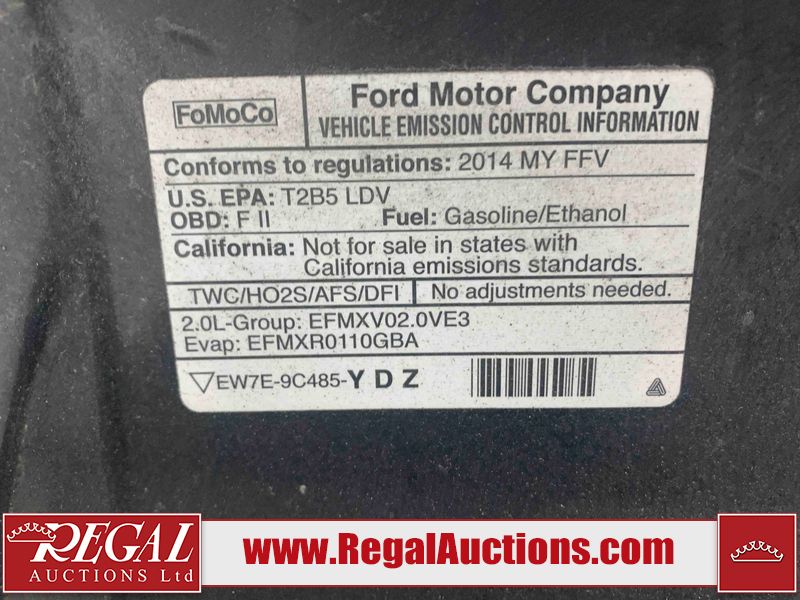 FoMoCo
Ford Motor Company
VEHICLE EMISSION CONTROL INFORMATION
Conforms to regulations: 2014 MY FFV
U.S. EPA: T2B5 LDV
OBD: F II Fuel: Gasoline/Ethanol
California: Not for sale in states with
California emissions standards.
TWC/HO2S/AFS/DFI No adjustments needed.
2.0L-Group: EFMXV02.0VE3
Evap: EFMXR0110GBA
EW7E-9C485-Y D Z
REGAL
AUCTIONS Ltd
www.RegalAuctions.com